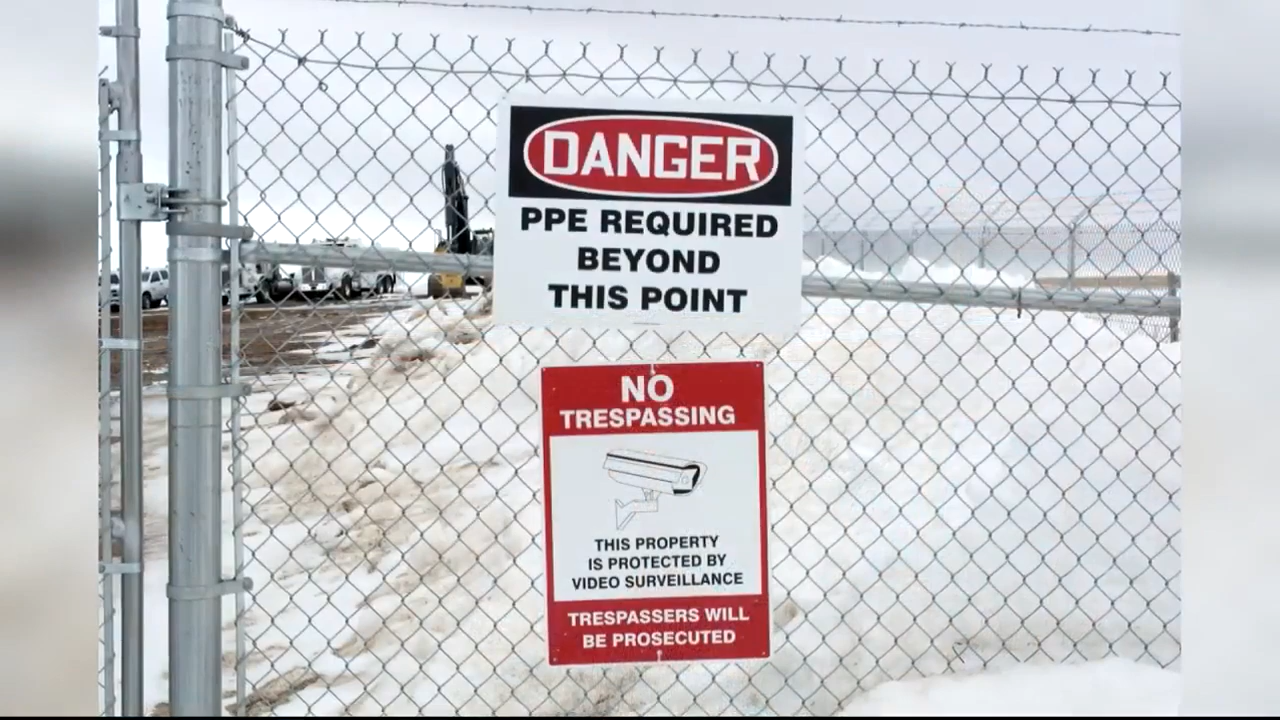 DANGER
PPE REQUIRED
BEYOND
THIS POINT
NO
TRESPASSING
THIS PROPERTY
IS PROTECTED BY
VIDEO SURVEILLANCE
TRESPASSERS WILL
BE PROSECUTED